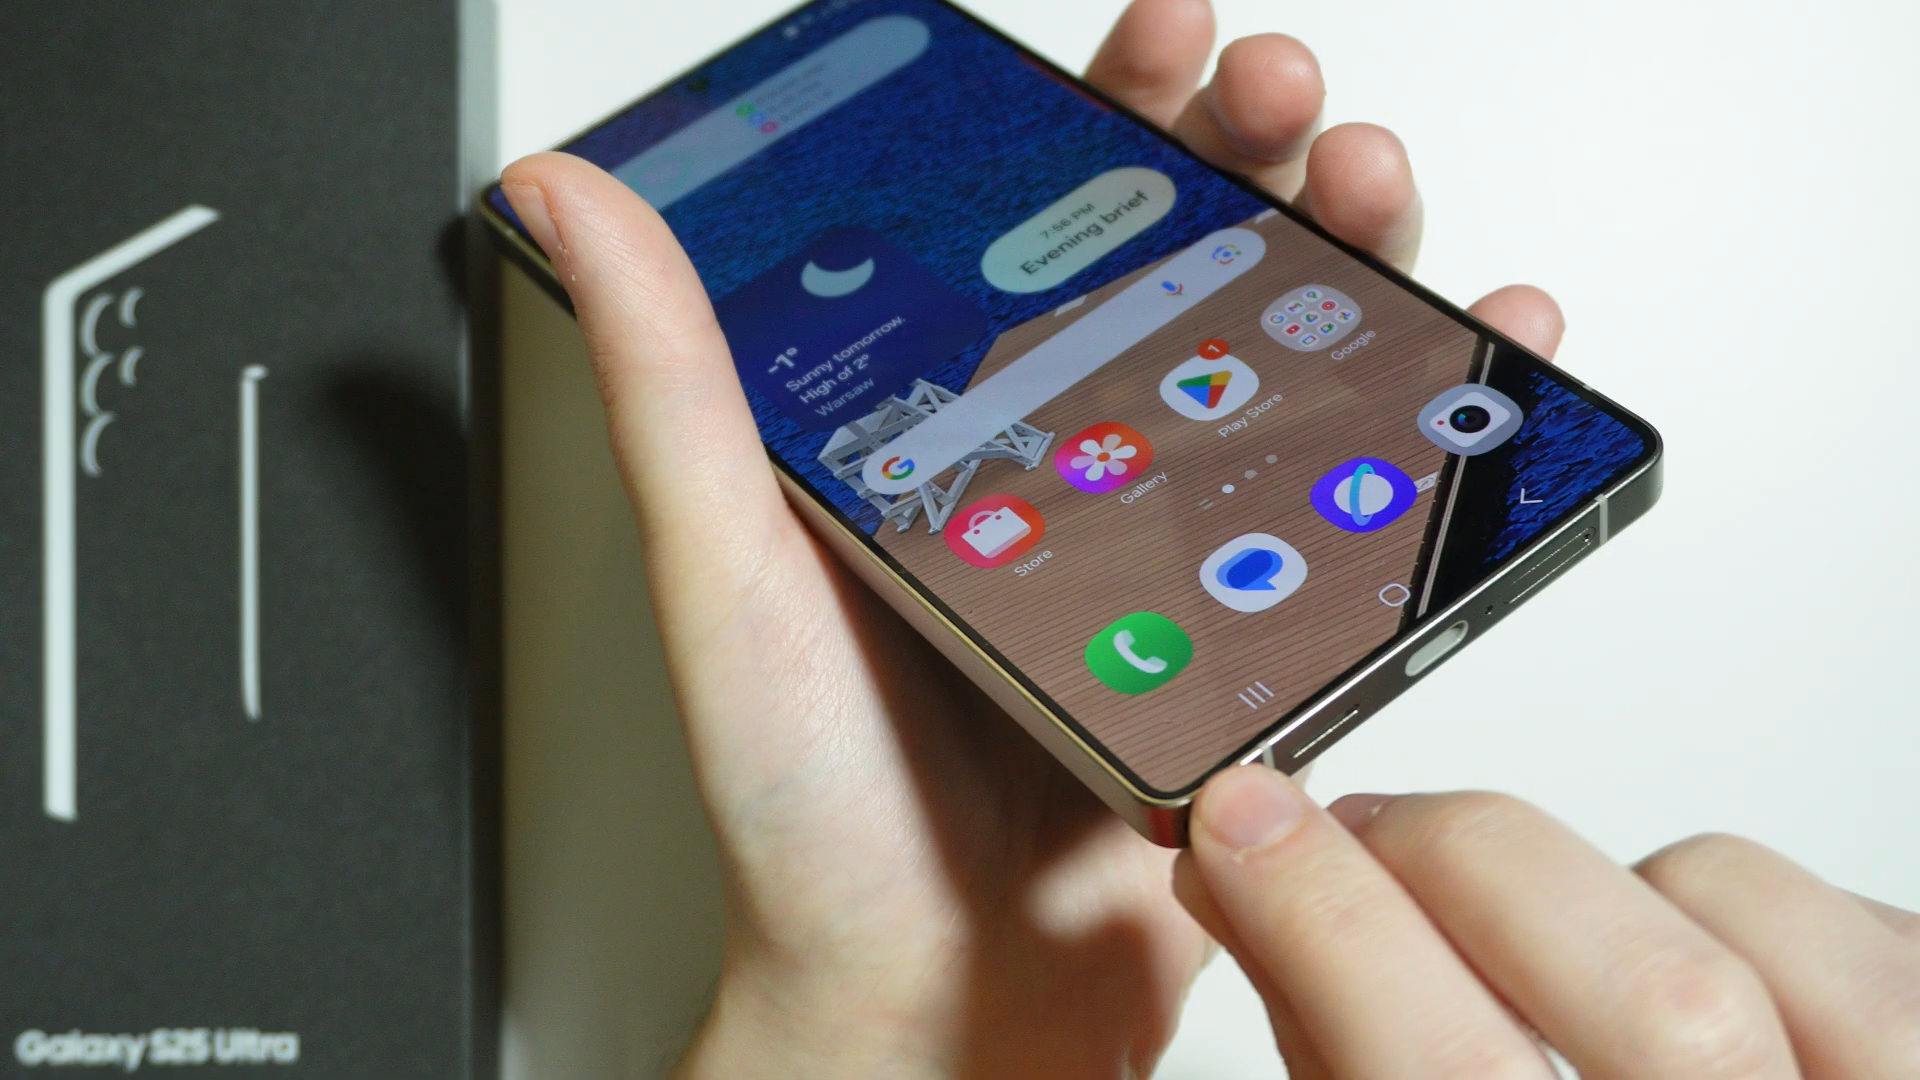 7:56 PM
Evening brief
-1°
Sunny tomorrow.
High of 2°
Warsaw
G
Store
Gallery
1
Play Store
Google
Galaxy S25 Ultra